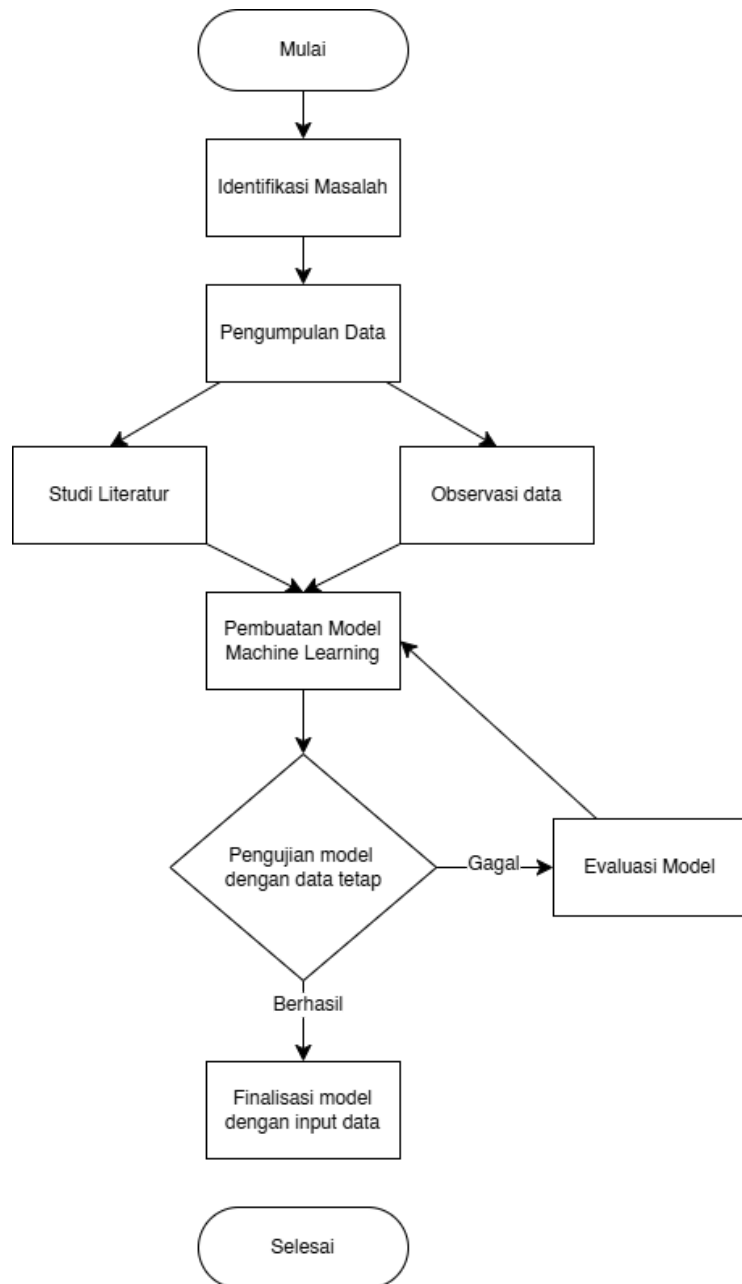 Mulai
Identifikasi Masalah
Pengumpulan Data
Studi Literatur
Observasi data
Pembuatan Model
Machine Learning
Pengujian model
dengan data tetap
Gagal
Evaluasi Model
Berhasil
Finalisasi model
dengan input data
Selesai